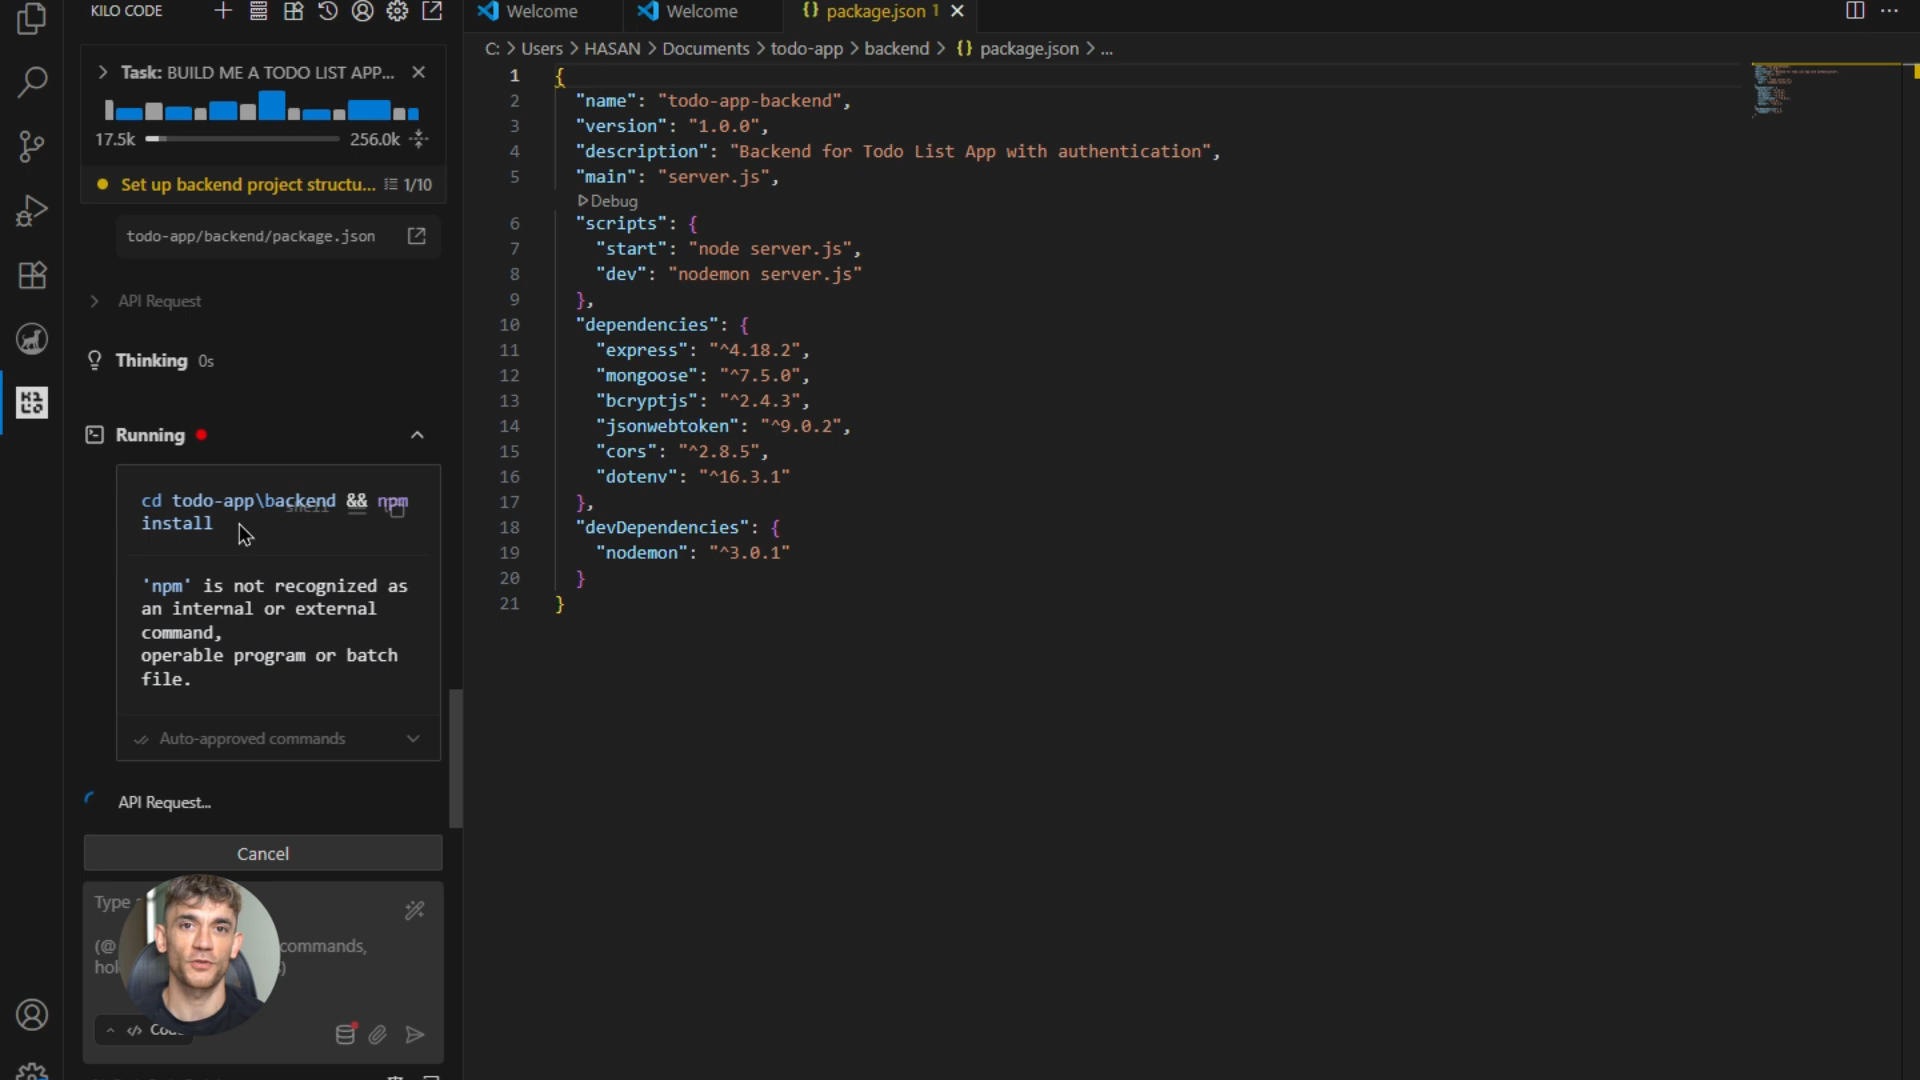 KILO CODE
Task: BUILD ME A TODO LIST APP...
17.5k 256.0k
Set up backend project structu... 1/10
todo-app/backend/package.json
API Request
Thinking 0s
Running
cd todo-app\backend && npm
install
shell
'npm' is not recognized as
an internal or external
command,
operable program or batch
file.
Auto-approved commands
API Request...
Cancel
Type
(@ commands,
Welcome
Welcome
{} package.json 1
C: > Users > HASAN > Documents > todo-app > backend > {} package.json > ...
1 {
2 "name": "todo-app-backend",
3 "version": "1.0.0",
4 "description": "Backend for Todo List App with authentication",
5 "main": "server.js",
Debug
6 "scripts": {
7 "start": "node server.js",
8 "dev": "nodemon server.js"
9 },
10 "dependencies": {
11 "express": "^4.18.2",
12 "mongoose": "^7.5.0",
13 "bcryptjs": "^2.4.3",
14 "jsonwebtoken": "^9.0.2",
15 "cors": "^2.8.5",
16 "dotenv": "^16.3.1"
17 },
18 "devDependencies": {
19 "nodemon": "^3.0.1"
20 }
21 }